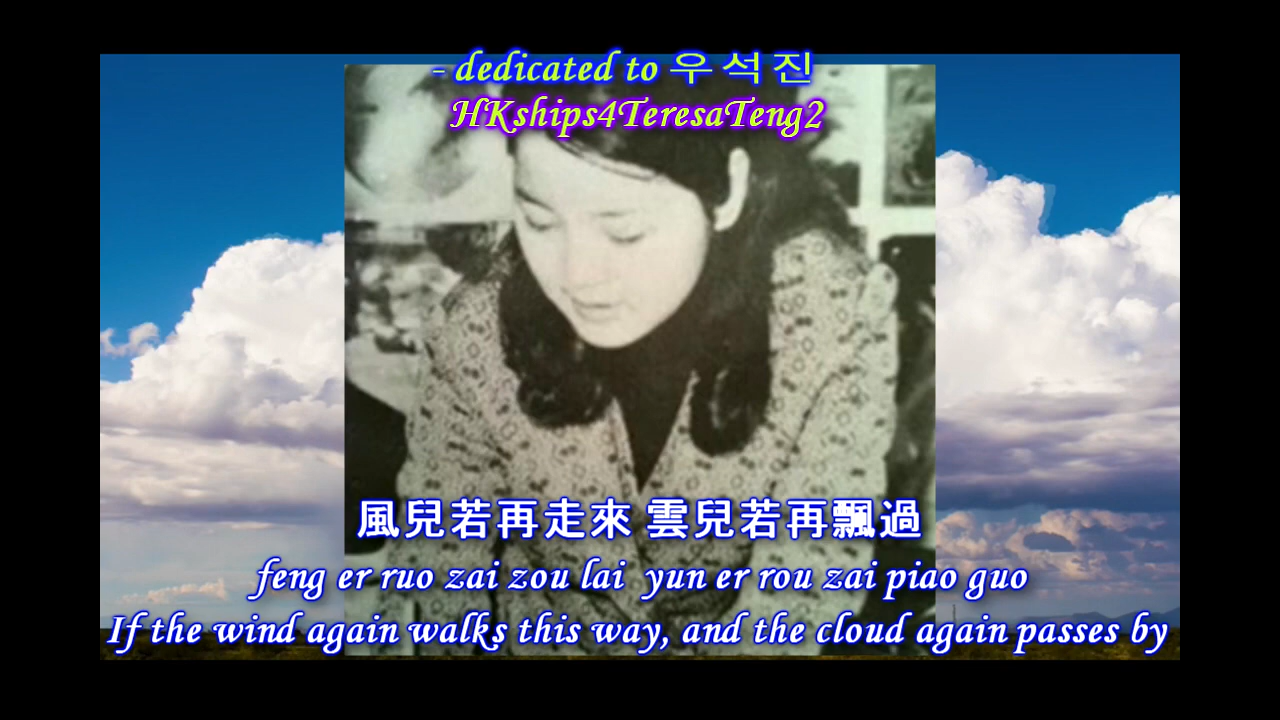 - dedicated to 우 석 진
HKships4TeresaTeng2
風兒若再走來 雲兒若再飄過
feng er ruo zai zou lai  yun er rou zai piao guo
If the wind again walks this way, and the cloud again passes by